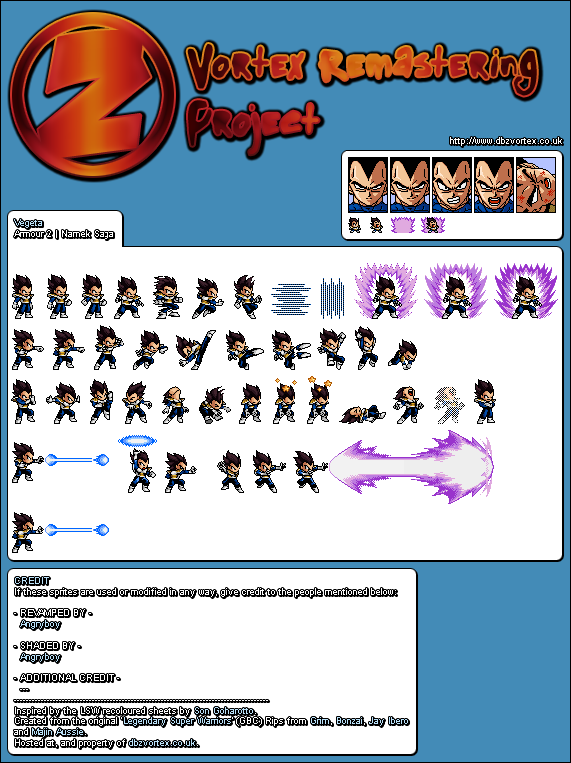 Vortex Remastering
Project
http://www.dbzvortex.co.uk
Vegeta
Armour 2 | Namek Saga
CREDIT
If these sprites are used or modified in any way, give credit to the people mentioned below:
- REVAMPED BY -
Angryboy
- SHADED BY -
Angryboy
- ADDITIONAL CREDIT -
---
Inspired by the LSW recoloured sheets by Son Goharotto.
Created from the original 'Legendary Super Warriors' (GBC) Rips from Grim, Bonzai, Jay Ibero
and Majin Aussie.
Hosted at, and property of dbzvortex.co.uk.